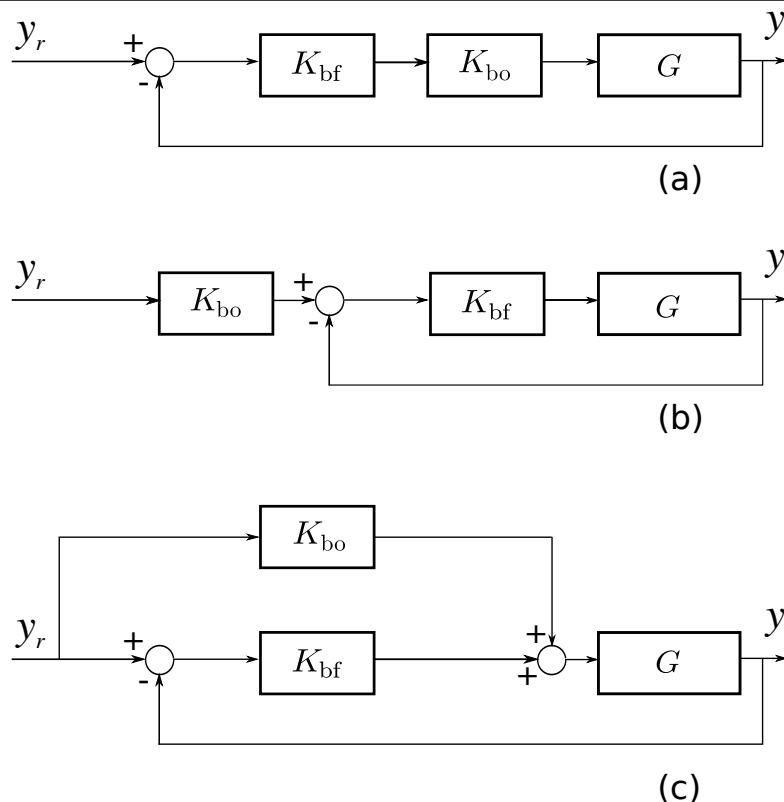 y_r + - K_bf K_bo G y
(a)
y_r K_bo + - K_bf G y
(b)
K_bo
y_r + - K_bf + + G y
(c)